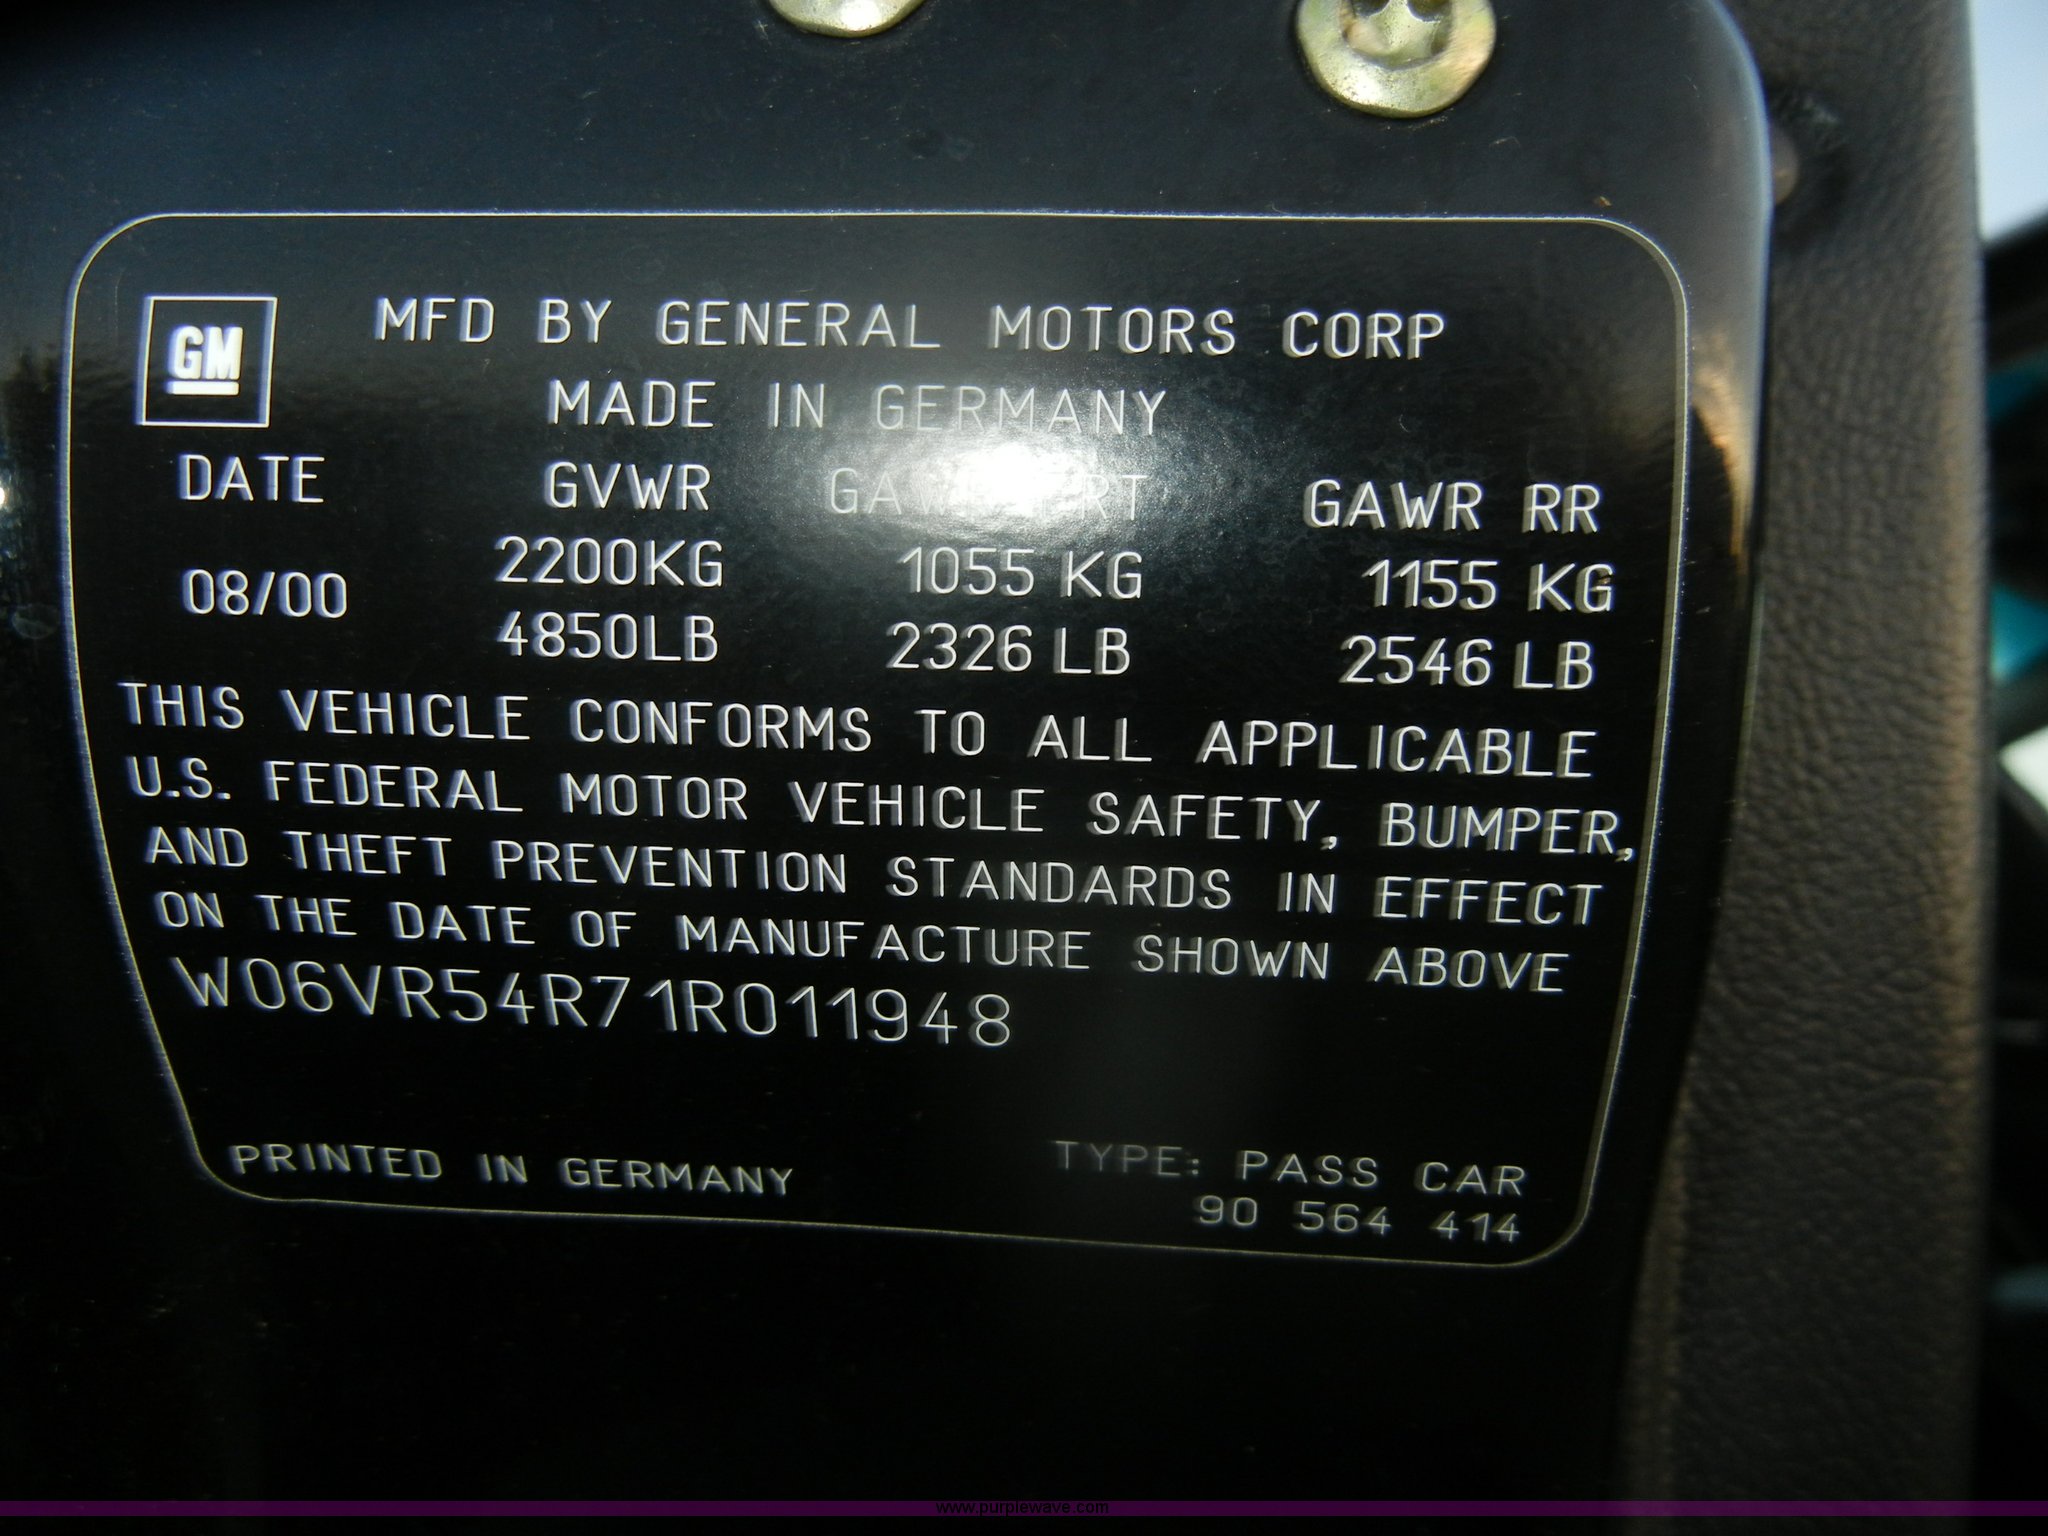 GM
MFD BY GENERAL MOTORS CORP
MADE IN GERMANY
DATE GVWR GAWR FRT GAWR RR
2200KG 1055 KG 1155 KG
08/00
4850LB 2326 LB 2546 LB
THIS VEHICLE CONFORMS TO ALL APPLICABLE
U.S. FEDERAL MOTOR VEHICLE SAFETY, BUMPER,
AND THEFT PREVENTION STANDARDS IN EFFECT
ON THE DATE OF MANUFACTURE SHOWN ABOVE
W06VR54R71R011948
PRINTED IN GERMANY TYPE: PASS CAR
90 564 414
www.purplewave.com